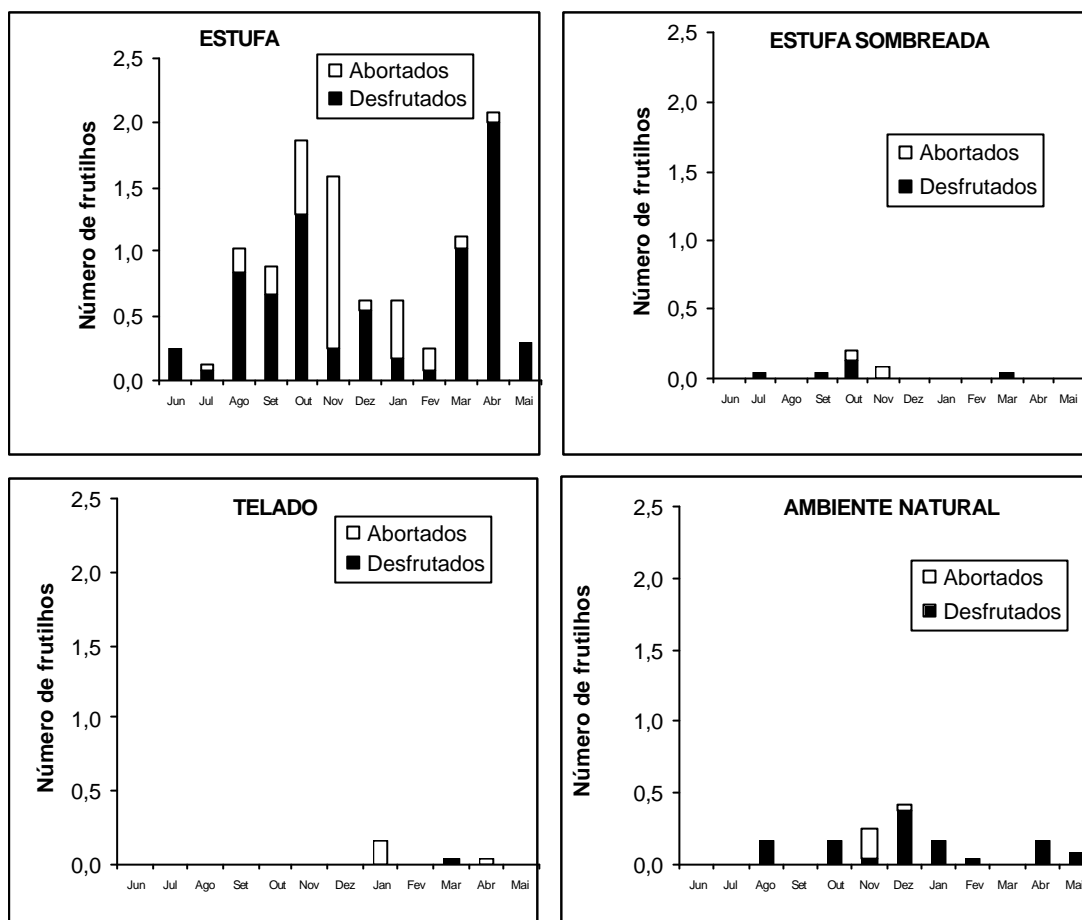 ESTUFA
Abortados
Desfrutados
Número de frutilhos
2,5
2,0
1,5
1,0
0,5
0,0
Jun Jul Ago Set Out Nov Dez Jan Fev Mar Abr Mai
ESTUFA SOMBREADA
Abortados
Desfrutados
Número de frutilhos
2,5
2,0
1,5
1,0
0,5
0,0
Jun Jul Ago Set Out Nov Dez Jan Fev Mar Abr Mai
TELADO
Abortados
Desfrutados
Número de frutilhos
2,5
2,0
1,5
1,0
0,5
0,0
Jun Jul Ago Set Out Nov Dez Jan Fev Mar Abr Mai
AMBIENTE NATURAL
Abortados
Desfrutados
Número de frutilhos
2,5
2,0
1,5
1,0
0,5
0,0
Jun Jul Ago Set Out Nov Dez Jan Fev Mar Abr Mai